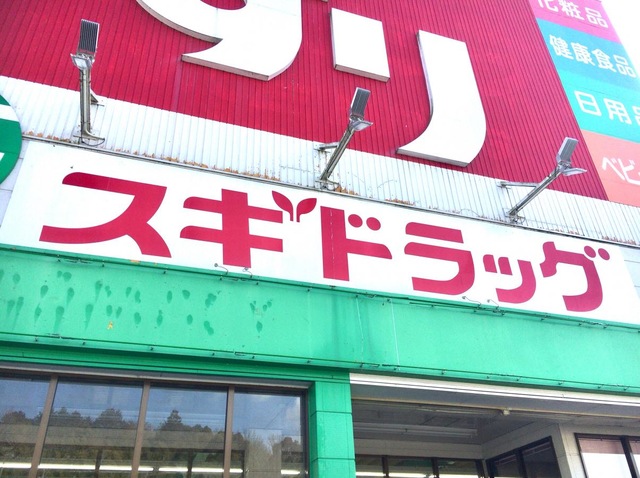 化粧品
健康食品
日用
ベビ
スギドラッグ